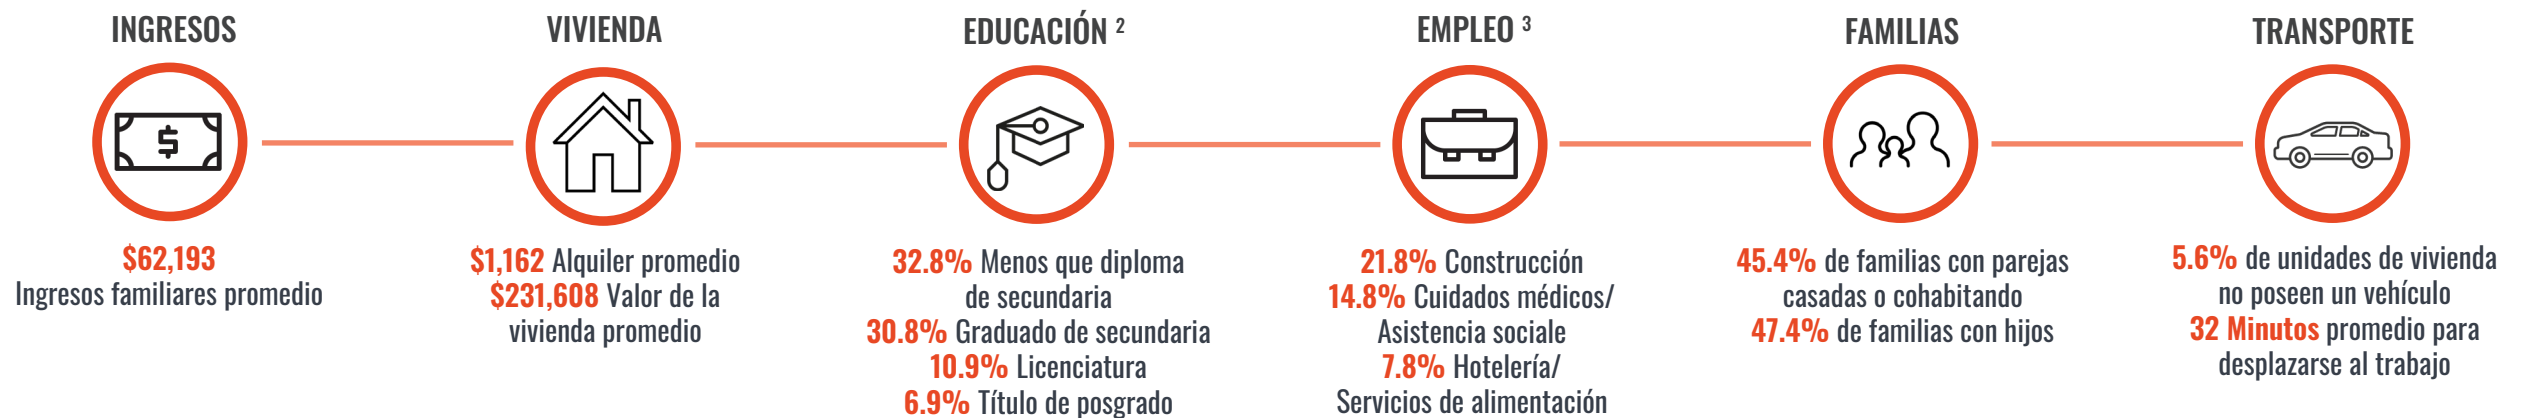 INGRESOS
$
$62,193
Ingresos familiares promedio
VIVIENDA
$1,162 Alquiler promedio
$231,608 Valor de la
vivienda promedio
EDUCACIÓN 2
32.8% Menos que diploma
de secundaria
30.8% Graduado de secundaria
10.9% Licenciatura
6.9% Título de posgrado
EMPLEO 3
21.8% Construcción
14.8% Cuidados médicos/
Asistencia sociale
7.8% Hotelería/
Servicios de alimentación
FAMILIAS
45.4% de familias con parejas
casadas o cohabitando
47.4% de familias con hijos
TRANSPORTE
5.6% de unidades de vivienda
no poseen un vehículo
32 Minutos promedio para
desplazarse al trabajo